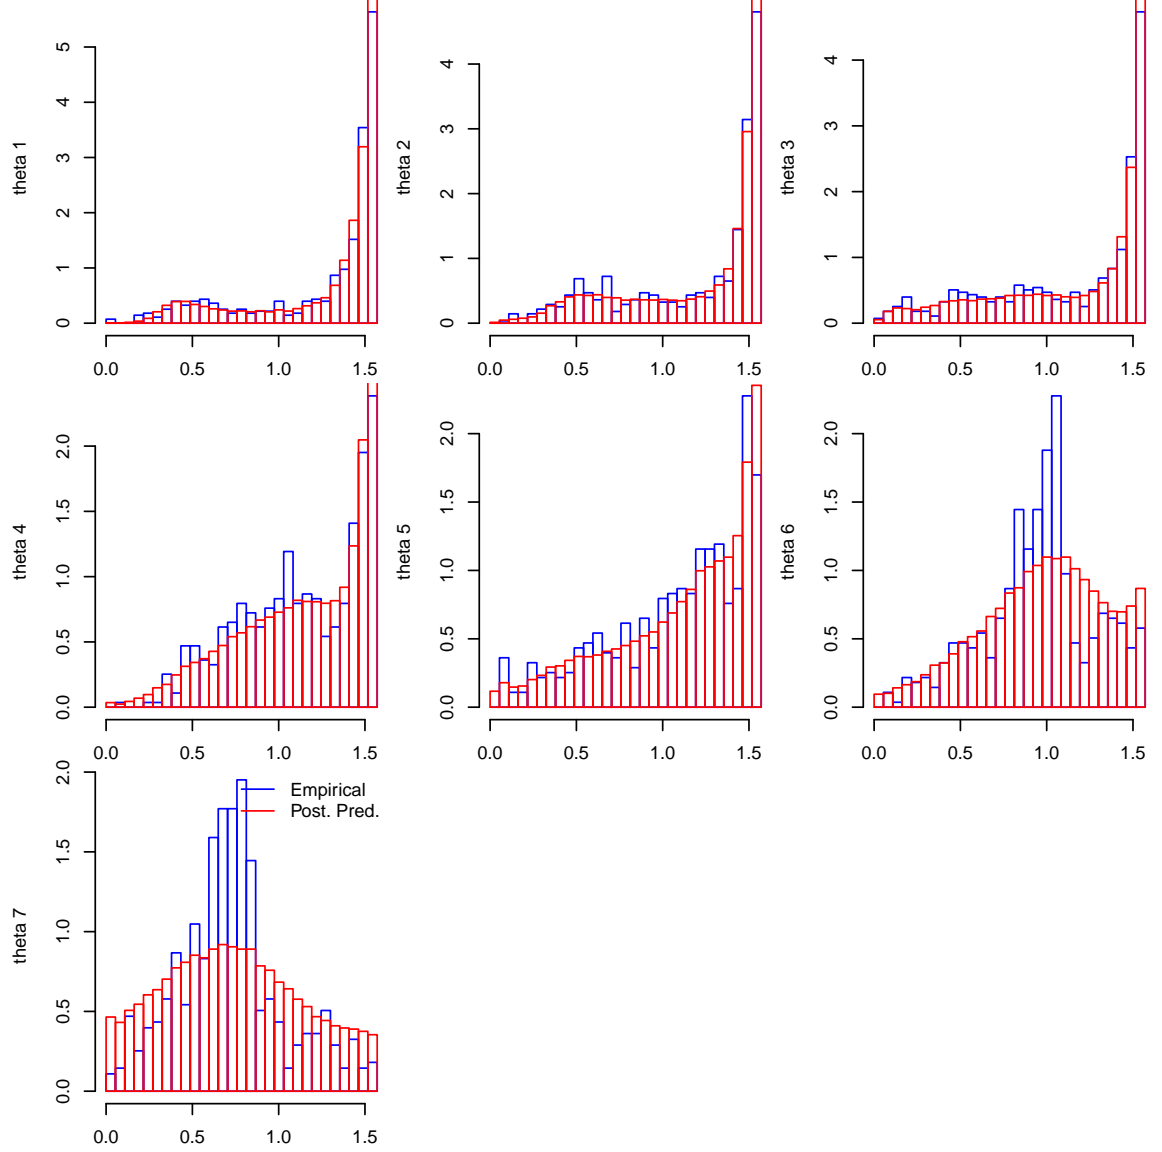 theta 1
0 1 2 3 4 5
0.0 0.5 1.0 1.5
theta 2
0 1 2 3 4
0.0 0.5 1.0 1.5
theta 3
0 1 2 3 4
0.0 0.5 1.0 1.5
theta 4
0.0 0.5 1.0 1.5 2.0
0.0 0.5 1.0 1.5
theta 5
0.0 0.5 1.0 1.5 2.0
0.0 0.5 1.0 1.5
theta 6
0.0 0.5 1.0 1.5 2.0
0.0 0.5 1.0 1.5
theta 7
0.0 0.5 1.0 1.5 2.0
0.0 0.5 1.0 1.5
Empirical
Post. Pred.